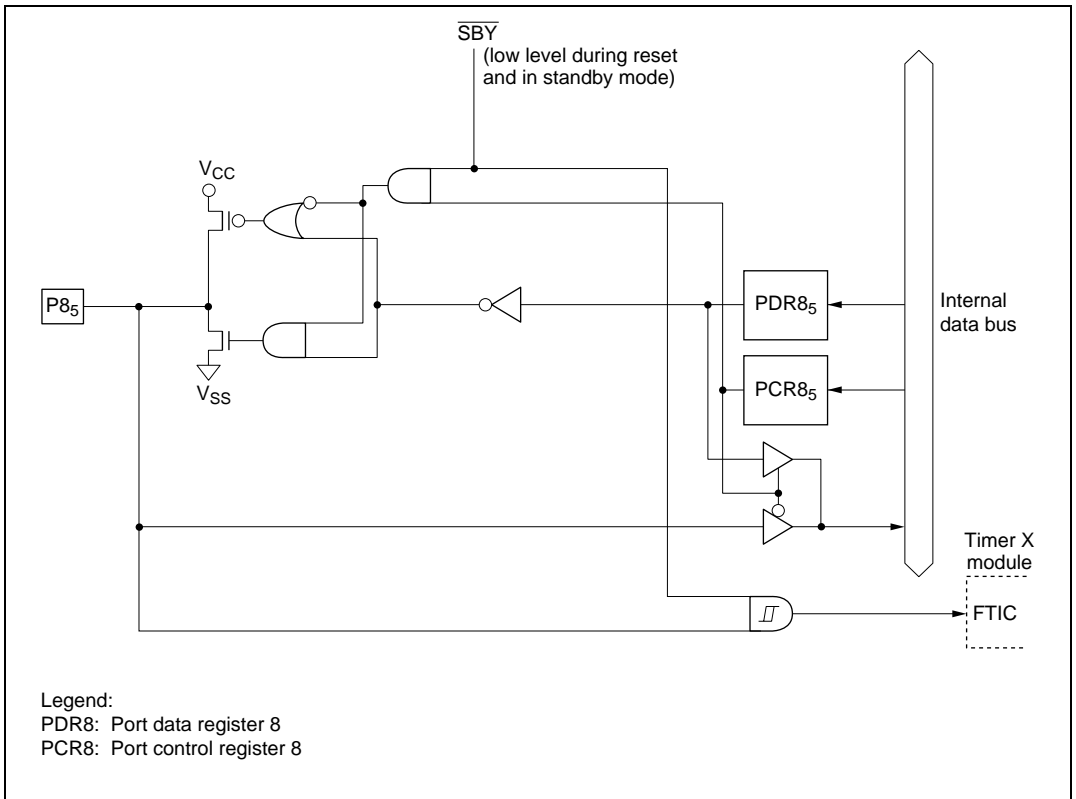 SBY
(low level during reset
and in standby mode)
VCC
P85
VSS
PDR85
PCR85
Internal
data bus
Timer X
module
FTIC
Legend:
PDR8: Port data register 8
PCR8: Port control register 8